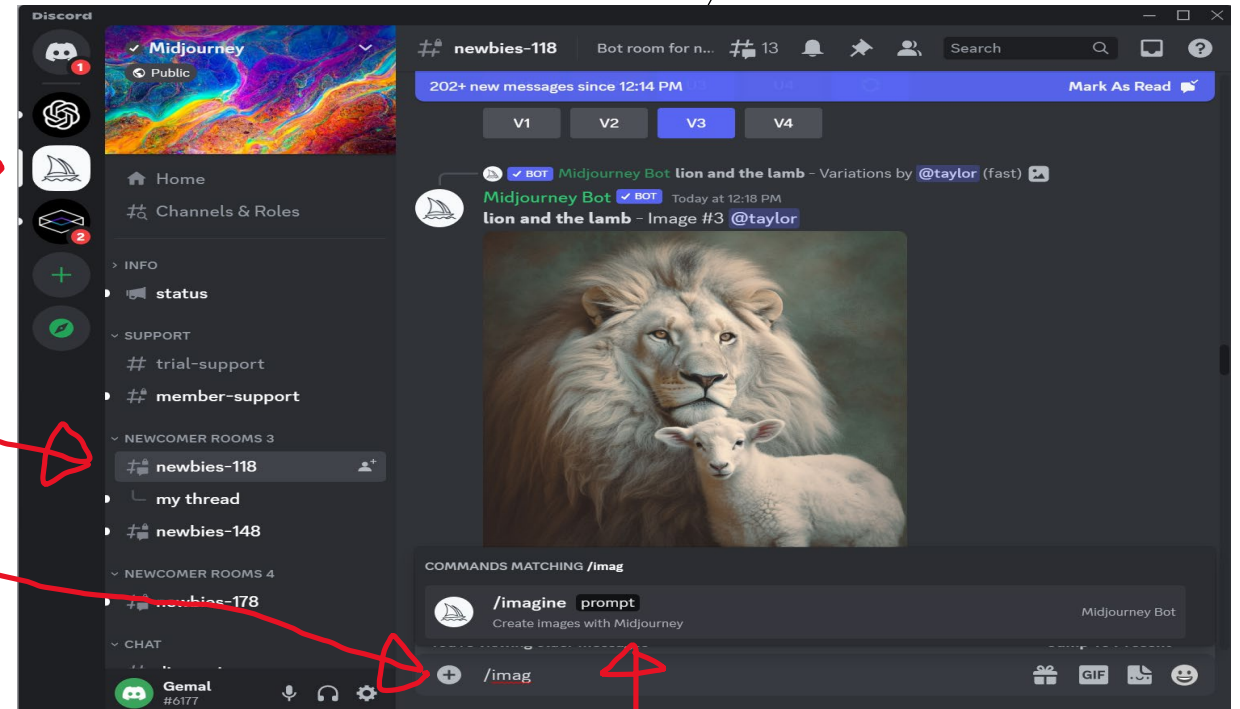 Discord
1
2
Midjourney
Public
Home
Channels & Roles
INFO
status
SUPPORT
trial-support
member-support
NEWCOMER ROOMS 3
newbies-118
my thread
newbies-148
NEWCOMER ROOMS 4
newbies-178
CHAT
Gemal
#6177
newbies-118
Bot room for n...
13
Search
202+ new messages since 12:14 PM
Mark As Read
V1 V2 V3 V4
BOT Midjourney Bot lion and the lamb - Variations by @taylor (fast)
Midjourney Bot BOT Today at 12:18 PM
lion and the lamb - Image #3 @taylor
COMMANDS MATCHING /imag
/imagine prompt
Create images with Midjourney
Midjourney Bot
/imag
GIF